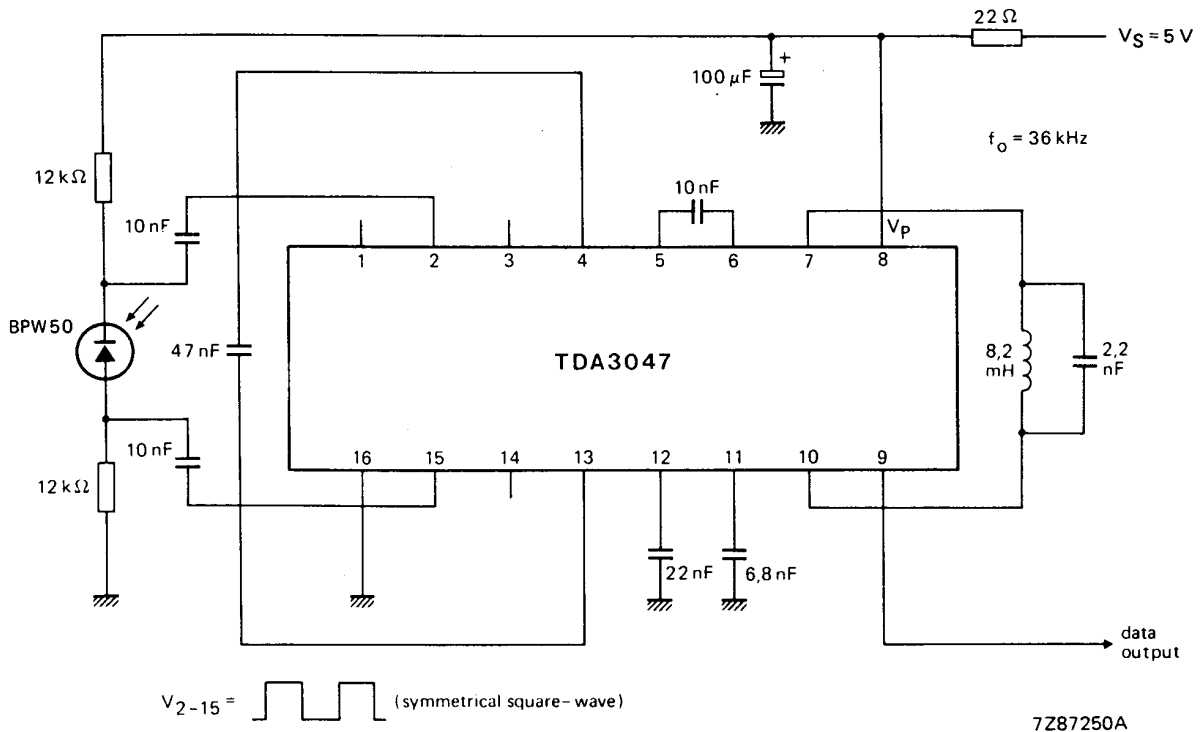 22 Ω
V_S = 5 V
100 μF
+
f_o = 36 kHz
12 kΩ
10 nF
10 nF
V_P
1 2 3 4 5 6 7 8
BPW50
47 nF
TDA3047
8,2 mH
2,2 nF
10 nF
12 kΩ
16 15 14 13 12 11 10 9
22 nF
6,8 nF
data output
V_2-15 = (symmetrical square-wave)
7Z87250A